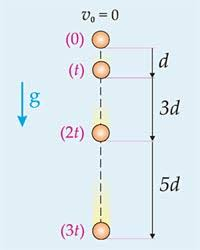 v₀ = 0
(0)
(t)
d
g
3d
(2t)
5d
(3t)